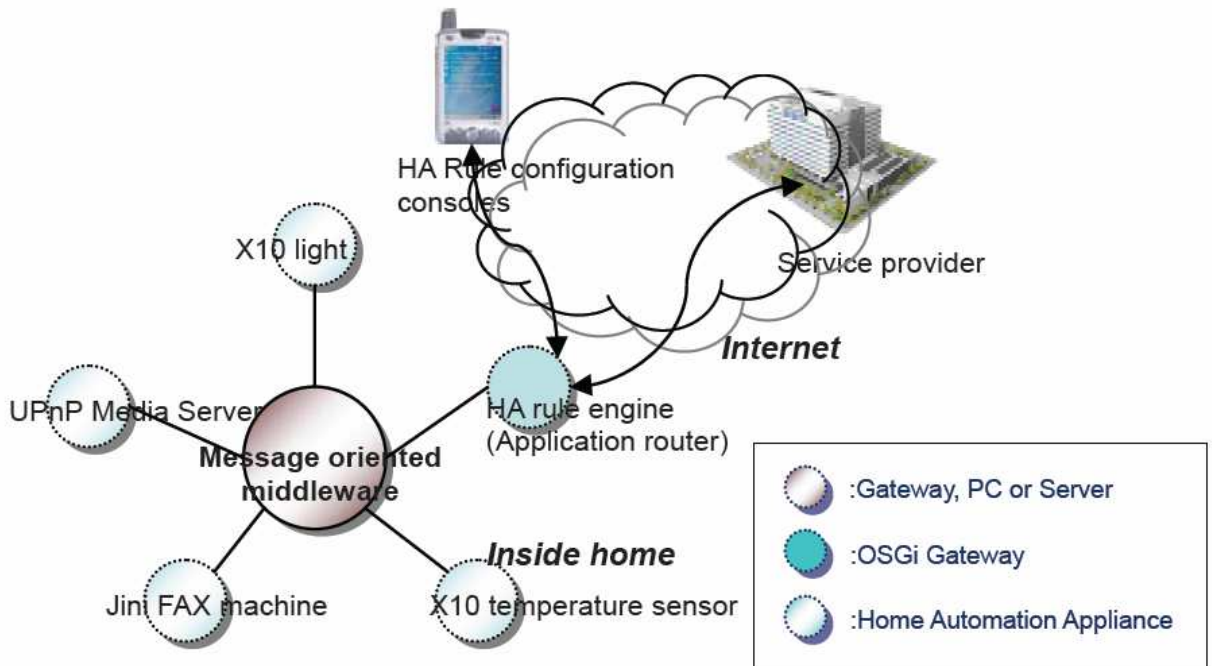 HA Rule configuration
consoles
X10 light
Service provider
Internet
UPnP Media Server
HA rule engine
(Application router)
Message oriented
middleware
Inside home
Jini FAX machine
X10 temperature sensor
:Gateway, PC or Server
:OSGi Gateway
:Home Automation Appliance